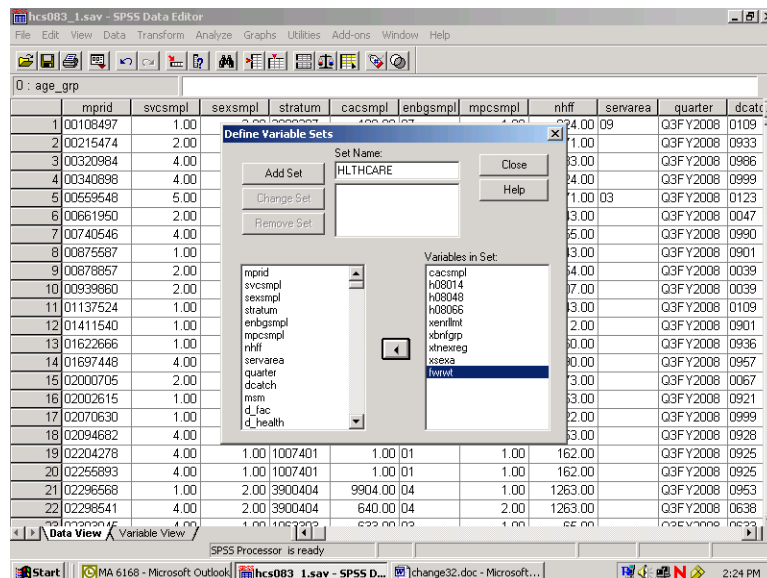 hcs083_1.sav - SPSS Data Editor
File Edit View Data Transform Analyze Graphs Utilities Add-ons Window Help
0 : age_grp
mprid svcsmpl sexsmpl stratum cacsmpl enbgsmpl mpcsmpl nhff servarea quarter dcatc
1 00108497 1.00 09 Q3FY2008 0109
2 00215474 2.00 Q3FY2008 0933
3 00320984 4.00 Q3FY2008 0986
4 00340898 4.00 Q3FY2008 0999
5 00559548 5.00 03 Q3FY2008 0123
6 00661950 2.00 Q3FY2008 0047
7 00740546 4.00 Q3FY2008 0990
8 00875587 1.00 Q3FY2008 0901
9 00878857 2.00 Q3FY2008 0039
10 00939860 2.00 Q3FY2008 0039
11 01137524 1.00 Q3FY2008 0109
12 01411540 1.00 2.00 Q3FY2008 0901
13 01622666 1.00 Q3FY2008 0936
14 01697448 4.00 Q3FY2008 0957
15 02000705 2.00 Q3FY2008 0067
16 02002615 1.00 Q3FY2008 0921
17 02070630 1.00 Q3FY2008 0999
18 02094682 4.00 Q3FY2008 0928
19 02204278 4.00 1.00 1007401 1.00 01 1.00 162.00 Q3FY2008 0925
20 02255893 4.00 1.00 1007401 1.00 01 1.00 162.00 Q3FY2008 0925
21 02296568 1.00 2.00 3900404 9904.00 04 1.00 1263.00 Q3FY2008 0953
22 02298541 4.00 2.00 3900404 640.00 04 2.00 1263.00 Q3FY2008 0638
Define Variable Sets
Set Name:
HLTHCARE
Add Set
Change Set
Remove Set
Close
Help
mprid
svcsmpl
sexsmpl
stratum
enbgsmpl
mpcsmpl
nhff
servarea
quarter
dcatch
msm
d_fac
d_health
Variables in Set:
cacsmpl
h08014
h08048
h08066
xenrllmt
xbnfgrp
xtnexreg
xsexa
fwrwt
Data View Variable View
SPSS Processor is ready
Start MA 6168 - Microsoft Outlook hcs083_1.sav - SPSS D... change32.doc - Microsoft... 2:24 PM